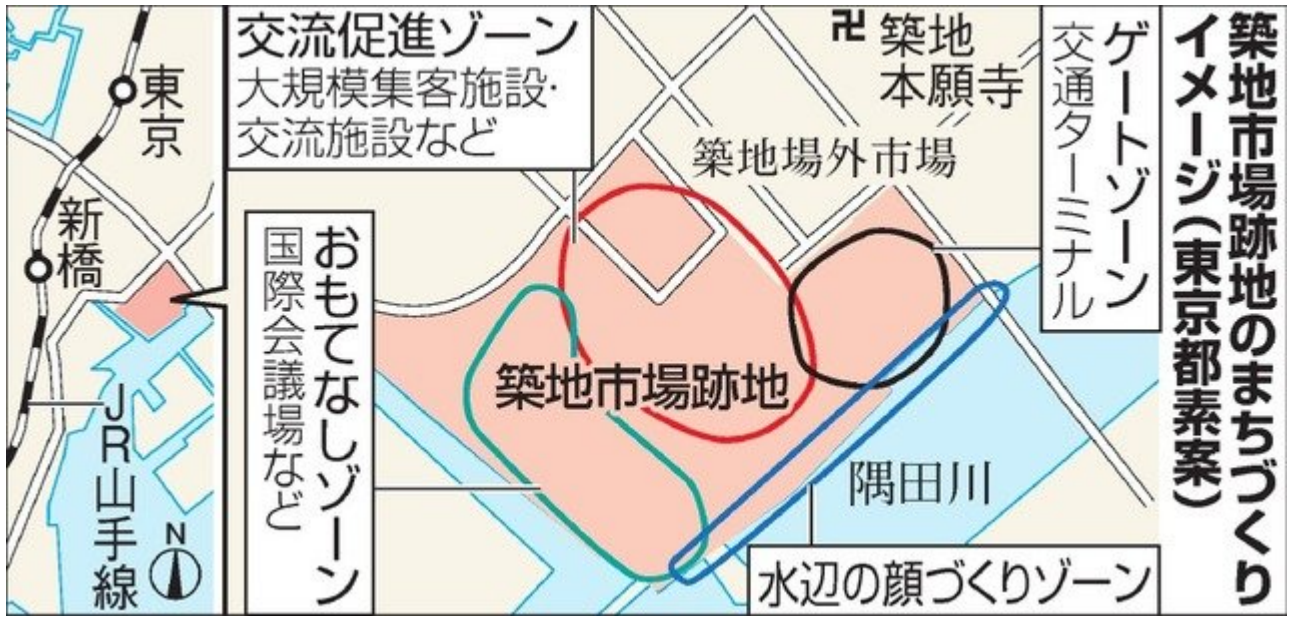 築地市場跡地のまちづくり
イメージ(東京都素案)
ゲートゾーン
交通ターミナル
卍 築地
本願寺
築地場外市場
交流促進ゾーン
大規模集客施設・
交流施設など
おもてなしゾーン
国際会議場など
築地市場跡地
隅田川
水辺の顔づくりゾーン
東京
新橋
JR山手線
N